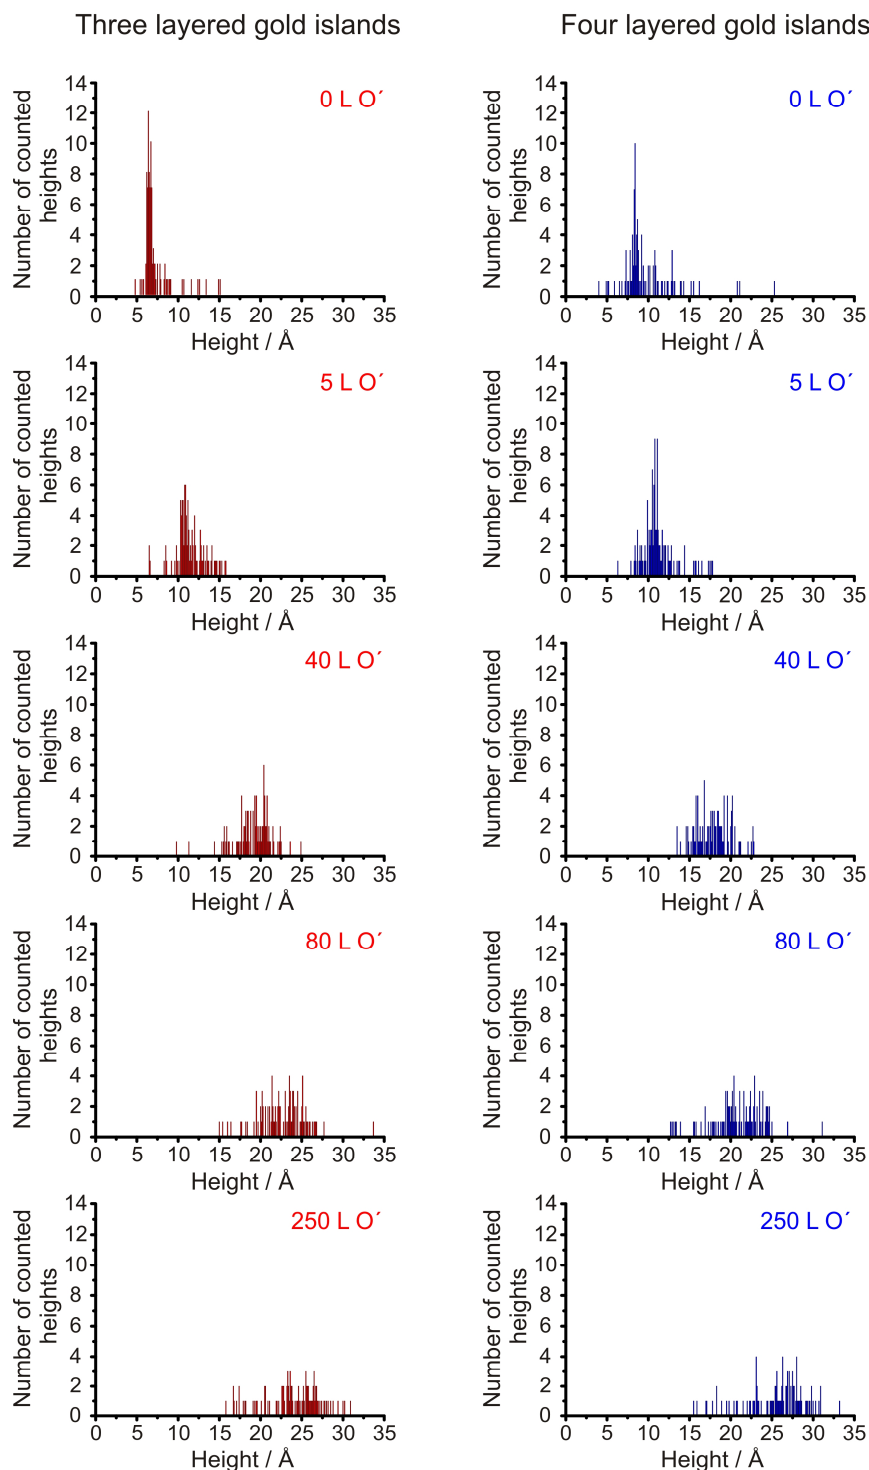 Three layered gold islands
Four layered gold islands
0 L O´
0 L O´
Number of counted
heights
14
12
10
8
6
4
2
0
0 5 10 15 20 25 30 35
Height / Å
Number of counted
heights
14
12
10
8
6
4
2
0
0 5 10 15 20 25 30 35
Height / Å
5 L O´
5 L O´
Number of counted
heights
14
12
10
8
6
4
2
0
0 5 10 15 20 25 30 35
Height / Å
Number of counted
heights
14
12
10
8
6
4
2
0
0 5 10 15 20 25 30 35
Height / Å
40 L O´
40 L O´
Number of counted
heights
14
12
10
8
6
4
2
0
0 5 10 15 20 25 30 35
Height / Å
Number of counted
heights
14
12
10
8
6
4
2
0
0 5 10 15 20 25 30 35
Height / Å
80 L O´
80 L O´
Number of counted
heights
14
12
10
8
6
4
2
0
0 5 10 15 20 25 30 35
Height / Å
Number of counted
heights
14
12
10
8
6
4
2
0
0 5 10 15 20 25 30 35
Height / Å
250 L O´
250 L O´
Number of counted
heights
14
12
10
8
6
4
2
0
0 5 10 15 20 25 30 35
Height / Å
Number of counted
heights
14
12
10
8
6
4
2
0
0 5 10 15 20 25 30 35
Height / Å